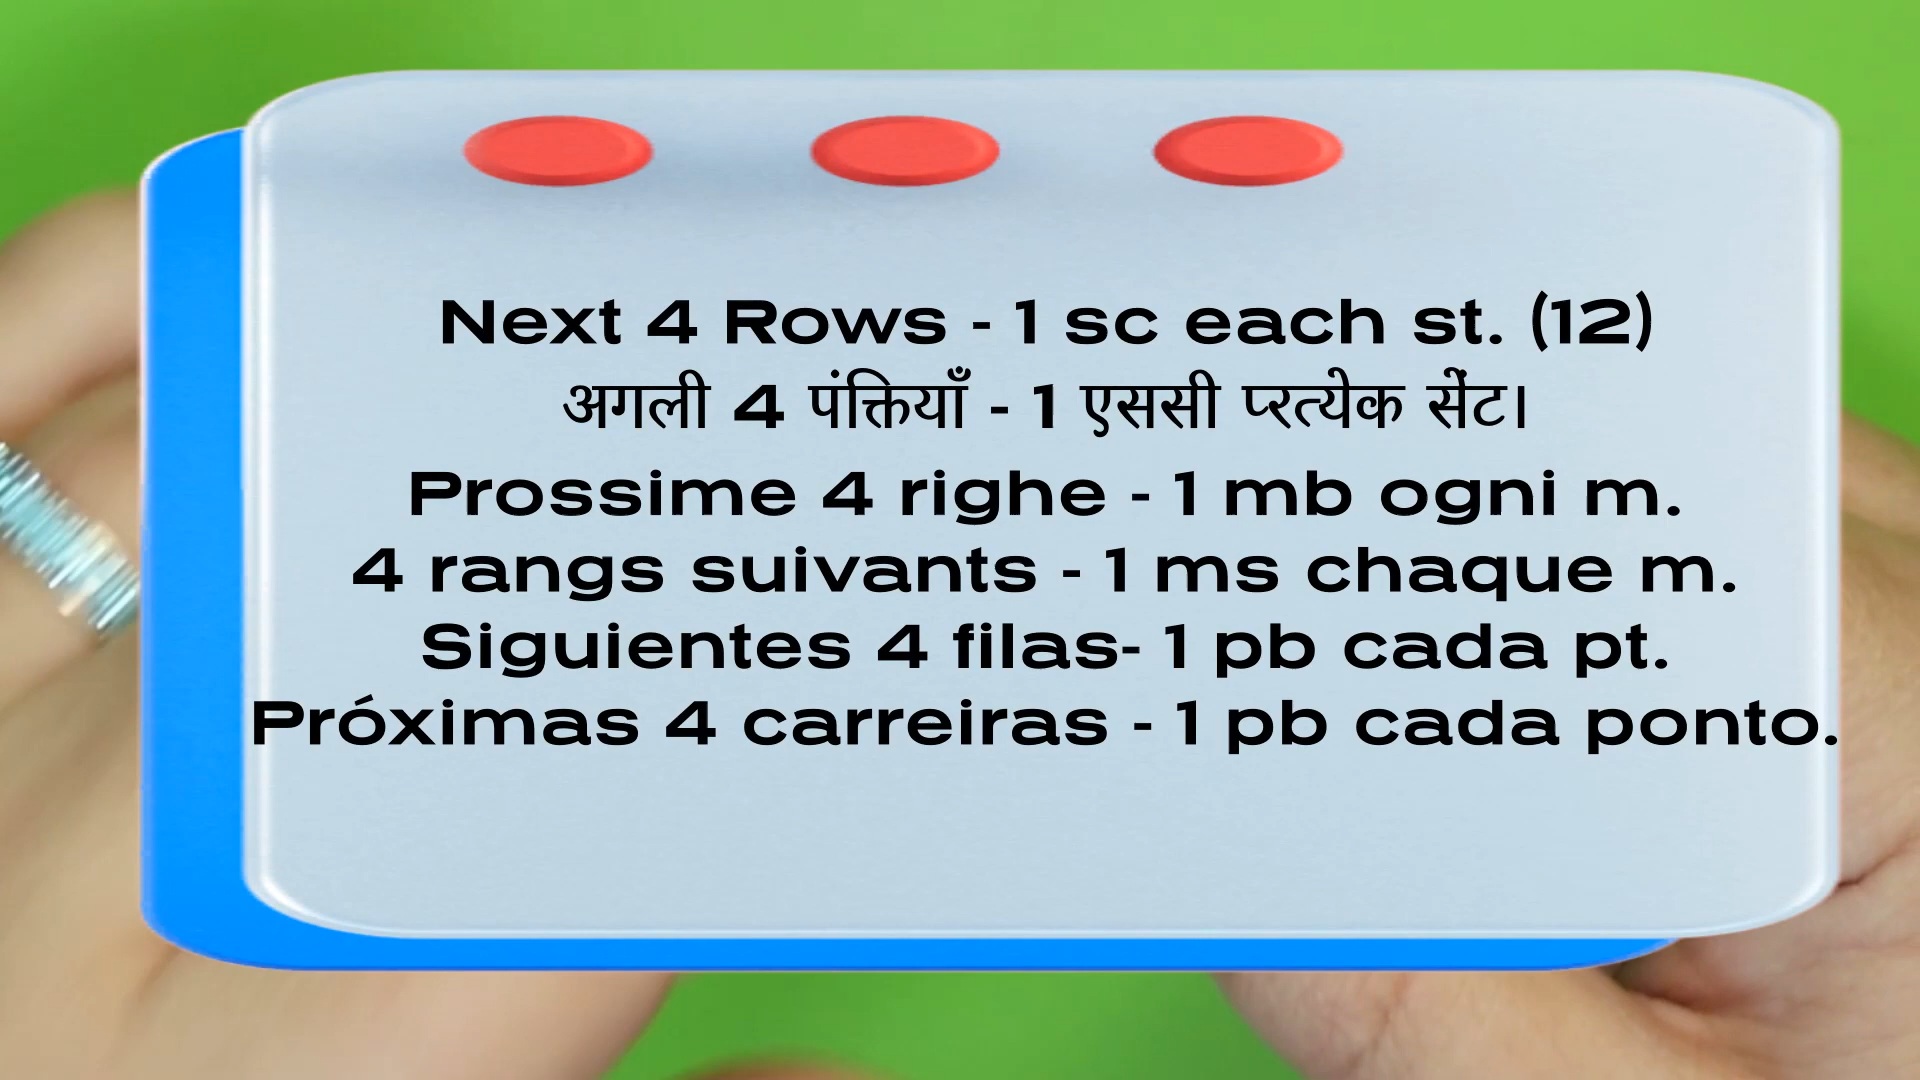 Next 4 Rows - 1 sc each st. (12)
अगली 4 पंक्तियाँ - 1 एससी प्रत्येक सेंट।
Prossime 4 righe - 1 mb ogni m.
4 rangs suivants - 1 ms chaque m.
Siguientes 4 filas- 1 pb cada pt.
Próximas 4 carreiras - 1 pb cada ponto.